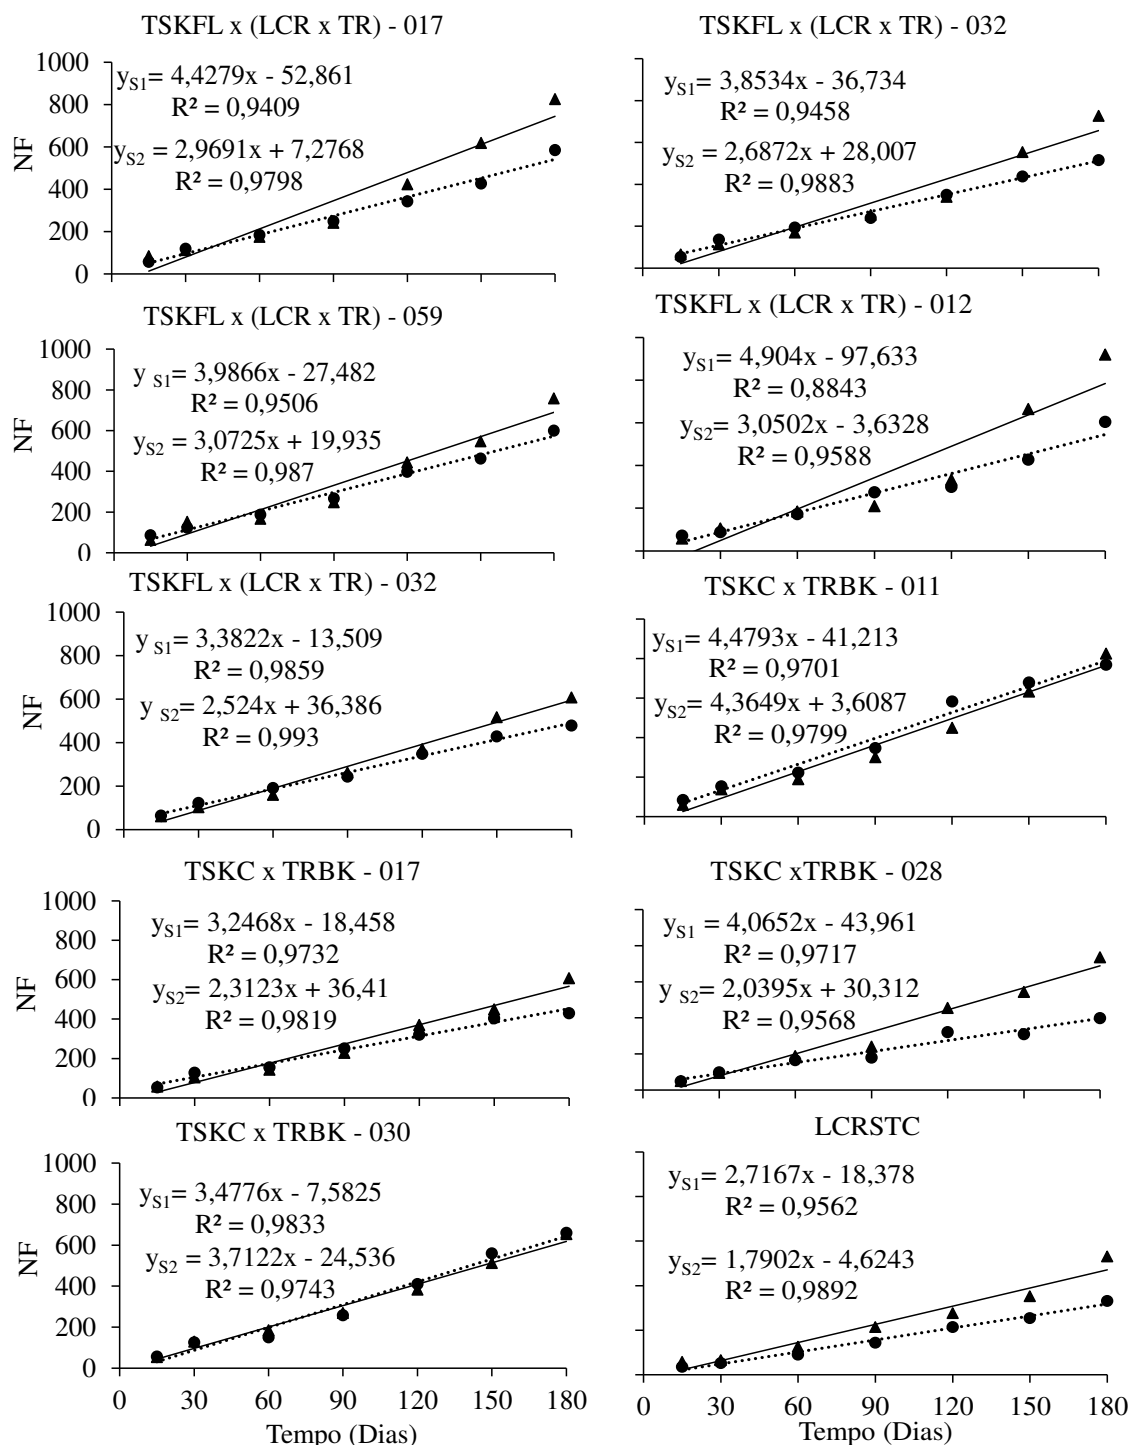 TSKFL x (LCR x TR) - 017
1000
800
600
400
200
0
NF
y_S1= 4,4279x - 52,861
R² = 0,9409
y_S2 = 2,9691x + 7,2768
R² = 0,9798
TSKFL x (LCR x TR) - 032
y_S1= 3,8534x - 36,734
R² = 0,9458
y_S2 = 2,6872x + 28,007
R² = 0,9883
TSKFL x (LCR x TR) - 059
1000
800
600
400
200
0
NF
y_S1= 3,9866x - 27,482
R² = 0,9506
y_S2 = 3,0725x + 19,935
R² = 0,987
TSKFL x (LCR x TR) - 012
y_S1= 4,904x - 97,633
R² = 0,8843
y_S2= 3,0502x - 3,6328
R² = 0,9588
TSKFL x (LCR x TR) - 032
1000
800
600
400
200
0
NF
y_S1= 3,3822x - 13,509
R² = 0,9859
y_S2= 2,524x + 36,386
R² = 0,993
TSKC x TRBK - 011
y_S1= 4,4793x - 41,213
R² = 0,9701
y_S2= 4,3649x + 3,6087
R² = 0,9799
TSKC x TRBK - 017
1000
800
600
400
200
0
NF
y_S1= 3,2468x - 18,458
R² = 0,9732
y_S2= 2,3123x + 36,41
R² = 0,9819
TSKC xTRBK - 028
y_S1 = 4,0652x - 43,961
R² = 0,9717
y_S2= 2,0395x + 30,312
R² = 0,9568
TSKC x TRBK - 030
1000
800
600
400
200
0
NF
y_S1= 3,4776x - 7,5825
R² = 0,9833
y_S2 = 3,7122x - 24,536
R² = 0,9743
0 30 60 90 120 150 180
Tempo (Dias)
LCRSTC
y_S1= 2,7167x - 18,378
R² = 0,9562
y_S2= 1,7902x - 4,6243
R² = 0,9892
0 30 60 90 120 150 180
Tempo (Dias)